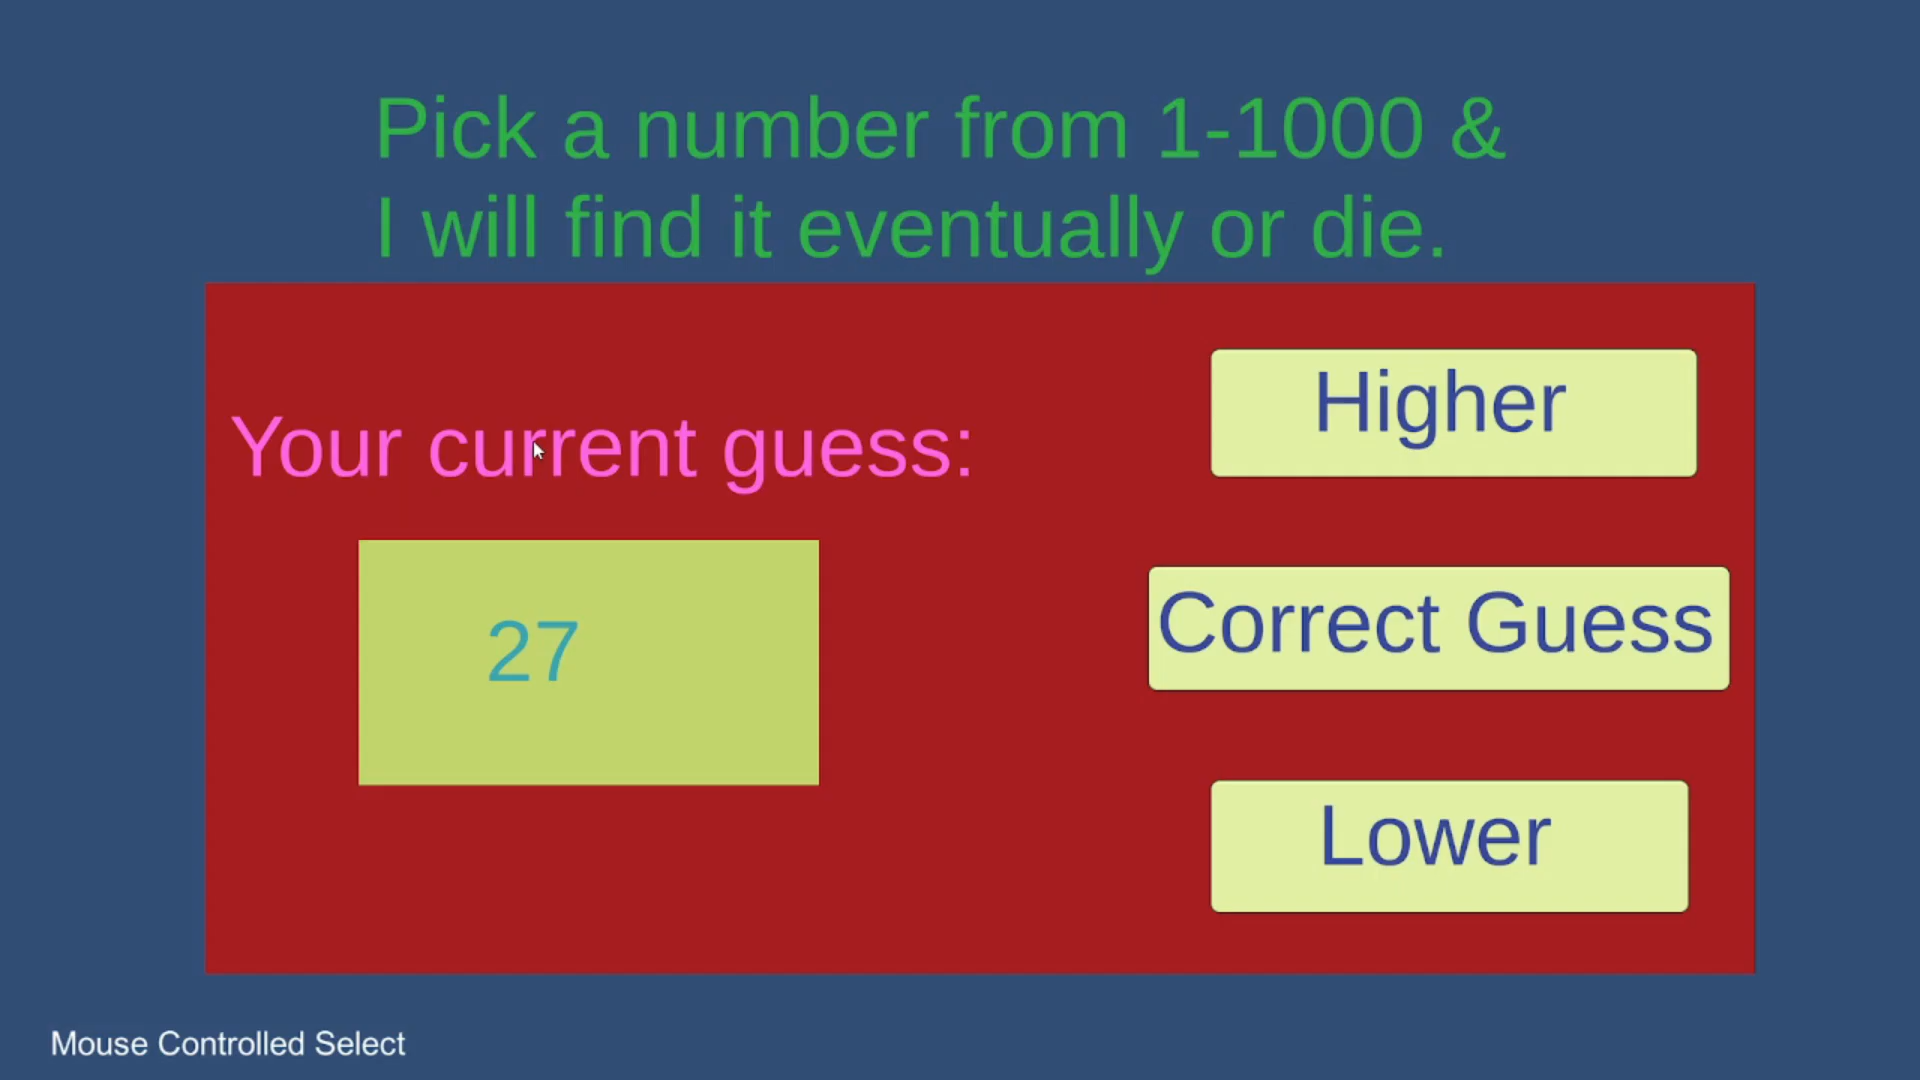 Pick a number from 1-1000 &
I will find it eventually or die.
Higher
Your current guess:
Correct Guess
27
Lower
Mouse Controlled Select